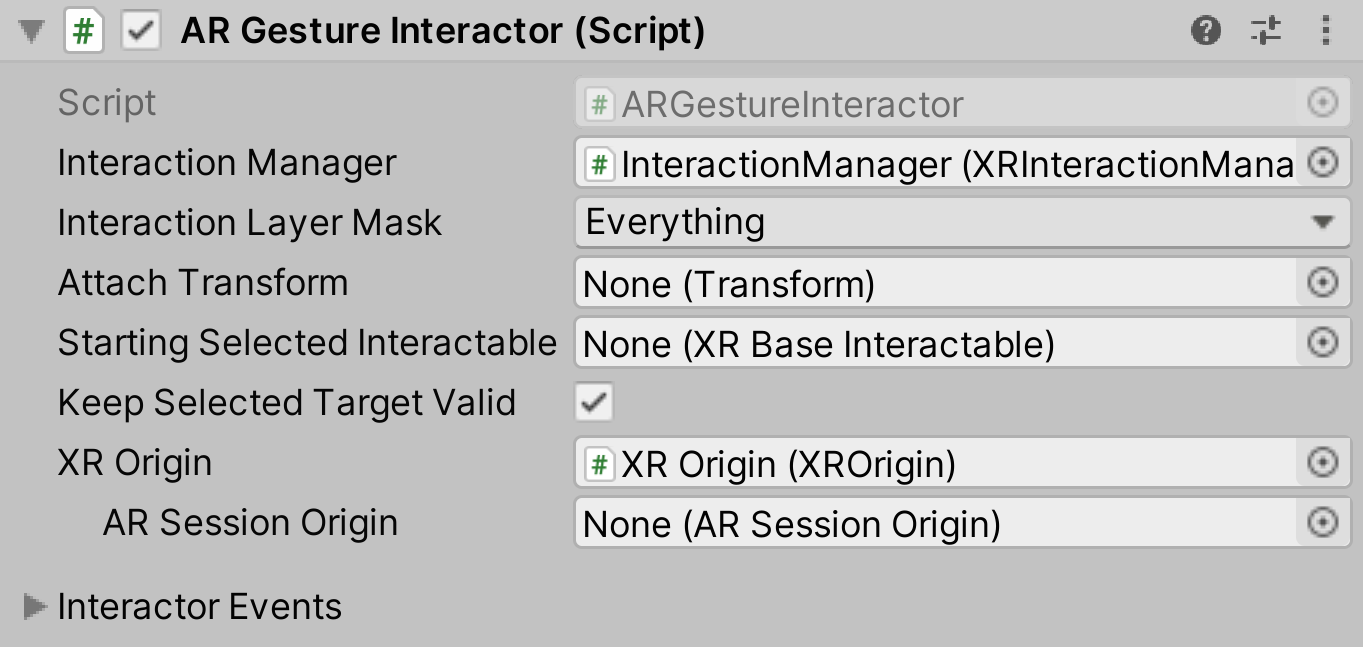 # AR Gesture Interactor (Script) ?
Script # ARGestureInteractor
Interaction Manager # InteractionManager (XRInteractionMana
Interaction Layer Mask Everything
Attach Transform None (Transform)
Starting Selected Interactable None (XR Base Interactable)
Keep Selected Target Valid
XR Origin # XR Origin (XROrigin)
AR Session Origin None (AR Session Origin)
Interactor Events